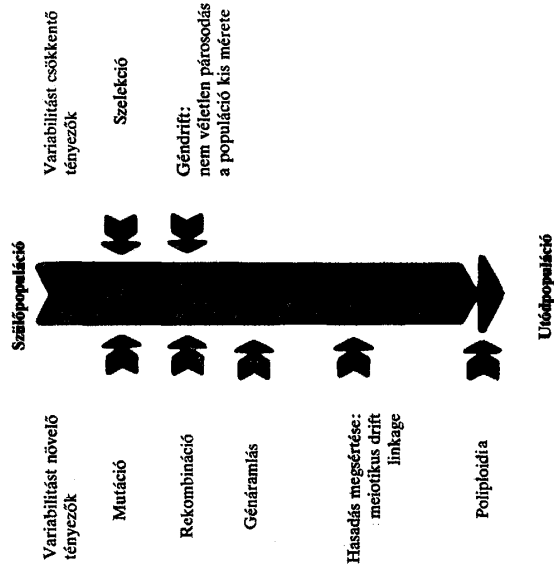 Szülőpopuláció
Variabilitást növelő
tényezők
Mutáció
Rekombináció
Génáramlás
Hasadás megsértése:
meiotikus drift
linkage
Poliploidia
Variabilitást csökkentő
tényezők
Szelekció
Géndrift:
nem véletlen párosodás
a populáció kis mérete
Utódpopuláció